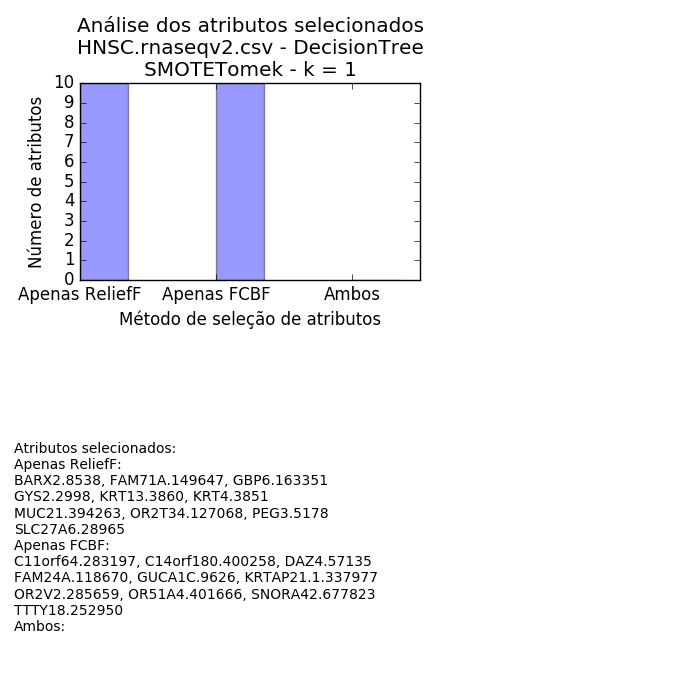 Análise dos atributos selecionados
HNSC.rnaseqv2.csv - DecisionTree
SMOTETomek - k = 1
10
9
8
7
6
5
4
3
2
1
0
Número de atributos
Apenas ReliefF Apenas FCBF Ambos
Método de seleção de atributos
Atributos selecionados:
Apenas ReliefF:
BARX2.8538, FAM71A.149647, GBP6.163351
GYS2.2998, KRT13.3860, KRT4.3851
MUC21.394263, OR2T34.127068, PEG3.5178
SLC27A6.28965
Apenas FCBF:
C11orf64.283197, C14orf180.400258, DAZ4.57135
FAM24A.118670, GUCA1C.9626, KRTAP21.1.337977
OR2V2.285659, OR51A4.401666, SNORA42.677823
TTTY18.252950
Ambos: